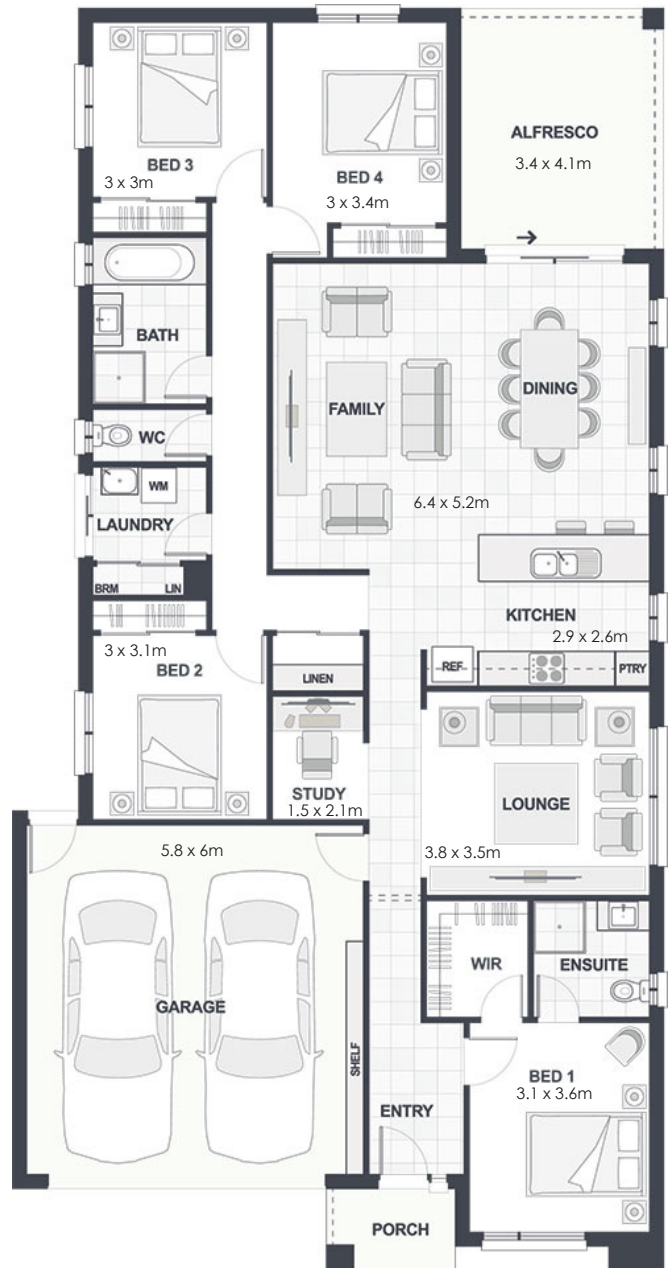 ALFRESCO
3.4 x 4.1m
BED 3
3 x 3m
BED 4
3 x 3.4m
BATH
WC
WM
LAUNDRY
BRM
LIN
FAMILY
DINING
6.4 x 5.2m
KITCHEN
2.9 x 2.6m
REF
PTRY
3 x 3.1m
BED 2
LINEN
STUDY
1.5 x 2.1m
LOUNGE
3.8 x 3.5m
5.8 x 6m
GARAGE
SHELF
WIR
ENSUITE
BED 1
3.1 x 3.6m
ENTRY
PORCH